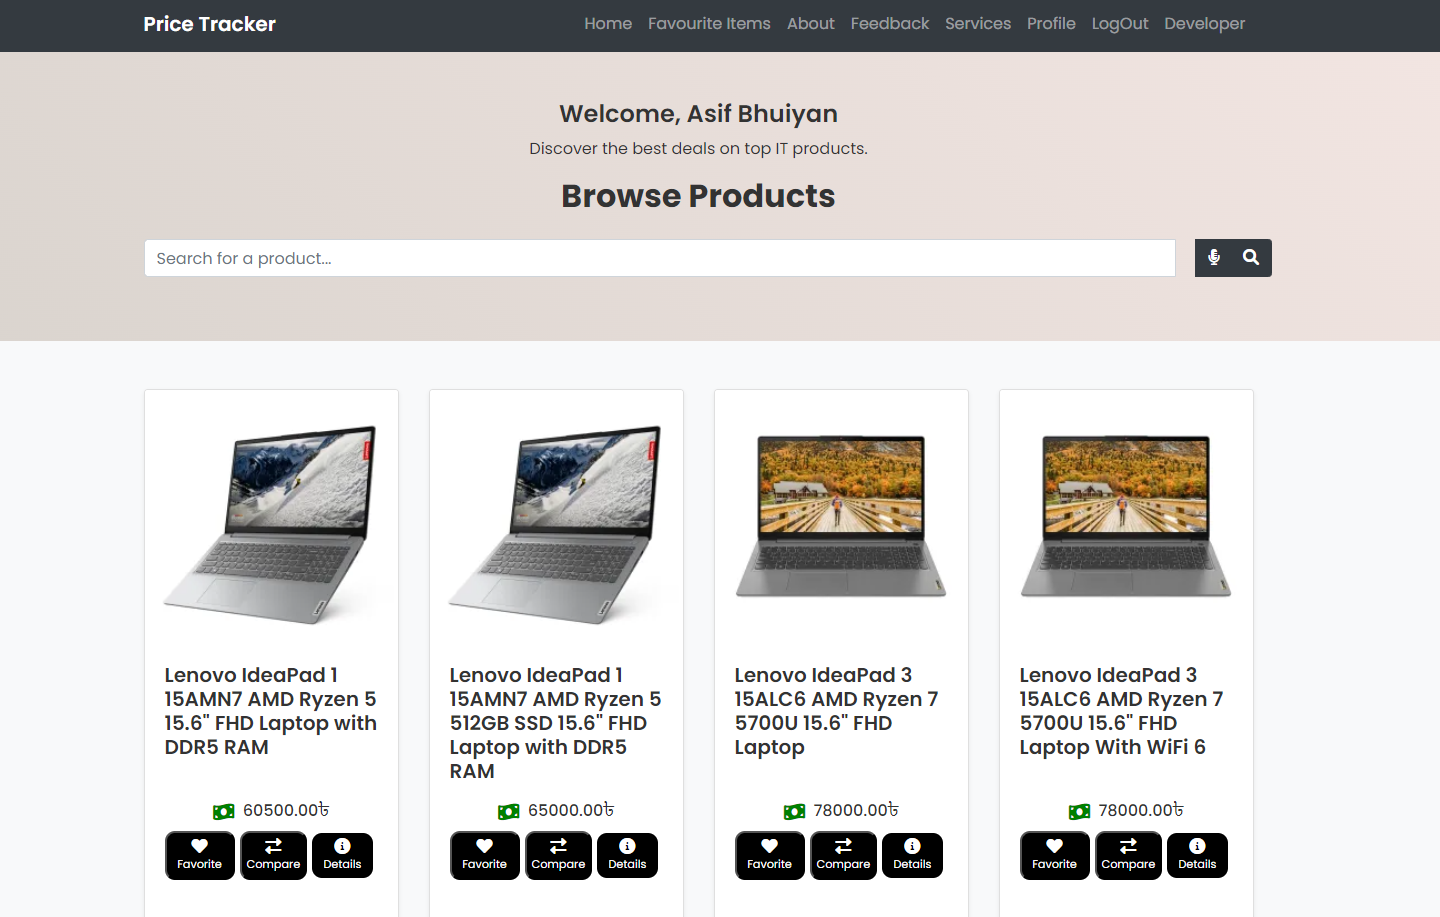 Price Tracker
Home Favourite Items About Feedback Services Profile LogOut Developer
Welcome, Asif Bhuiyan
Discover the best deals on top IT products.
Browse Products
Search for a product...
Lenovo IdeaPad 1
15AMN7 AMD Ryzen 5
15.6" FHD Laptop with
DDR5 RAM
60500.00৳
Favorite Compare Details
Lenovo IdeaPad 1
15AMN7 AMD Ryzen 5
512GB SSD 15.6" FHD
Laptop with DDR5
RAM
65000.00৳
Favorite Compare Details
Lenovo IdeaPad 3
15ALC6 AMD Ryzen 7
5700U 15.6" FHD
Laptop
78000.00৳
Favorite Compare Details
Lenovo IdeaPad 3
15ALC6 AMD Ryzen 7
5700U 15.6" FHD
Laptop With WiFi 6
78000.00৳
Favorite Compare Details